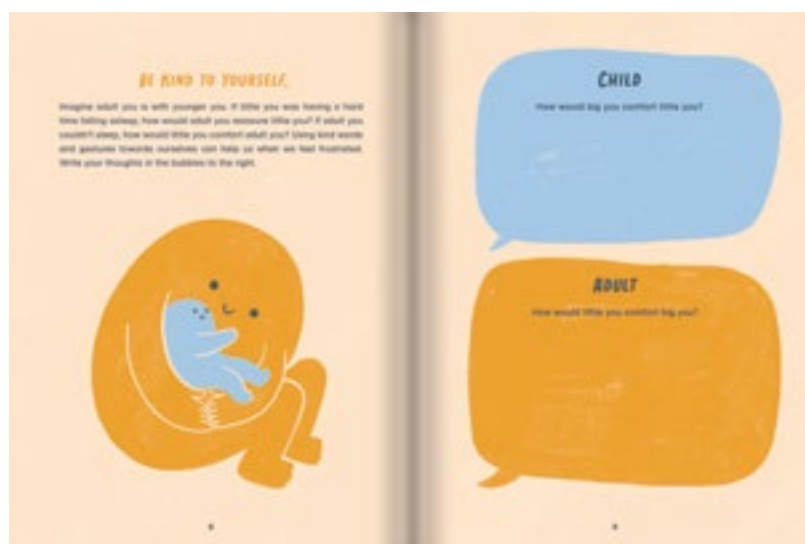 BE KIND TO YOURSELF.
Imagine adult you is with younger you. If little you was having a hard
time falling asleep, how would adult you reassure little you? If adult you
couldn't sleep, how would little you comfort adult you? Using kind words
and gestures towards ourselves can help us when we feel frustrated.
Write your thoughts in the bubbles to the right.
CHILD
How would big you comfort little you?
ADULT
How would little you comfort big you?